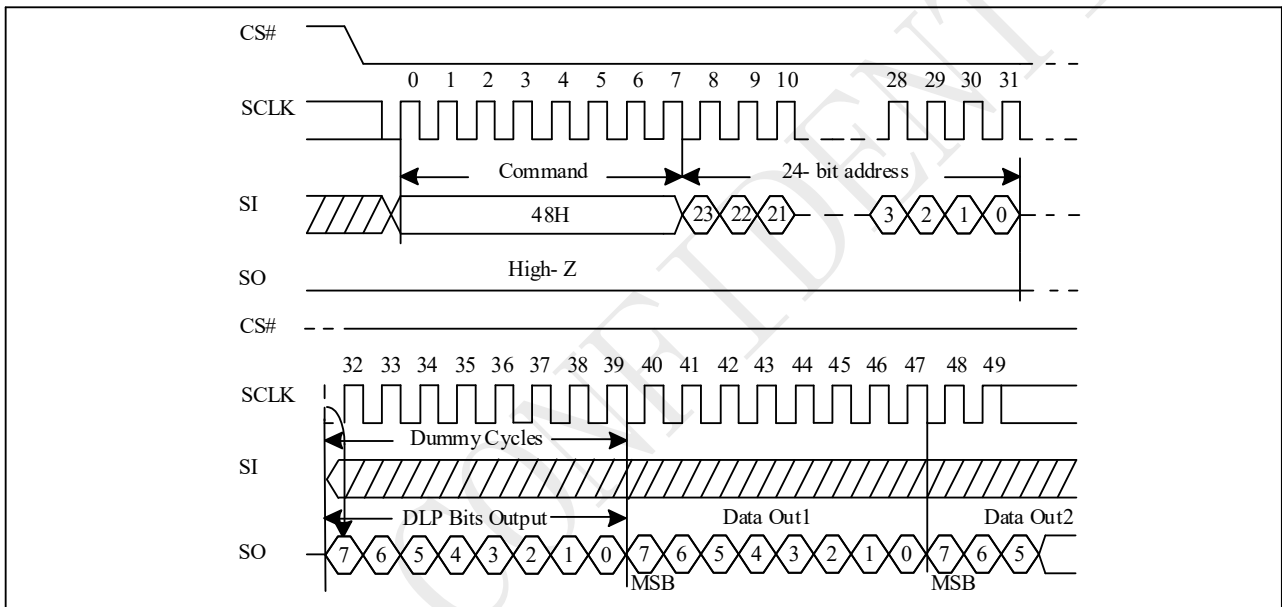 CS#
0 1 2 3 4 5 6 7 8 9 10 28 29 30 31
SCLK
Command 24- bit address
SI 48H 23 22 21 3 2 1 0
High- Z
SO
CS#
32 33 34 35 36 37 38 39 40 41 42 43 44 45 46 47 48 49
SCLK
Dummy Cycles
SI
DLP Bits Output Data Out1 Data Out2
SO 7 6 5 4 3 2 1 0 7 6 5 4 3 2 1 0 7 6 5
MSB MSB
CONFIDENT